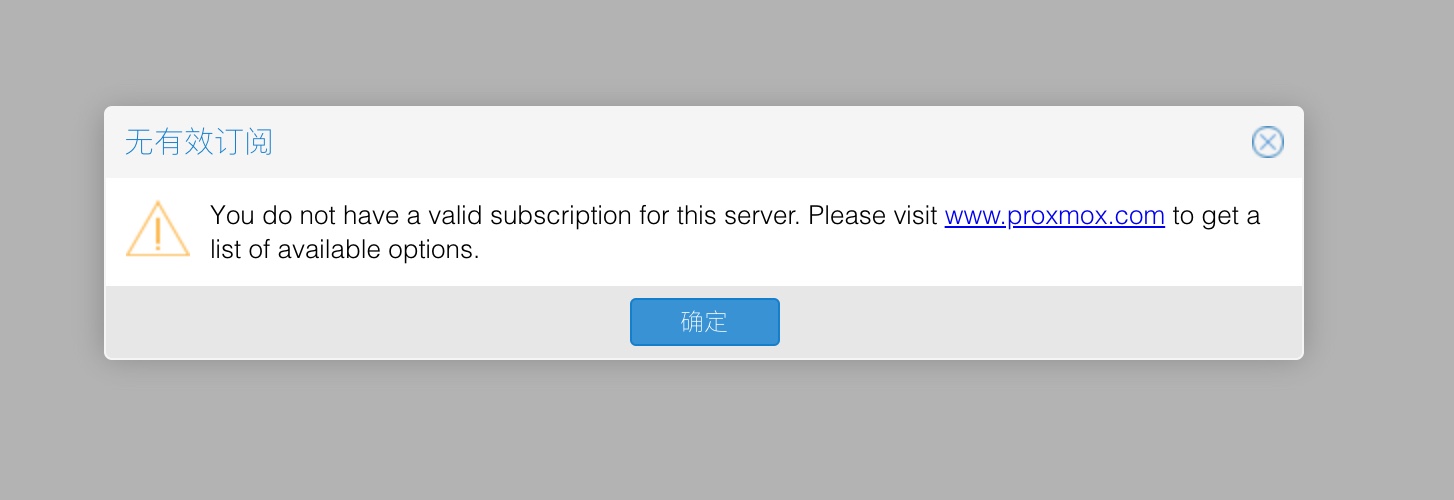 无有效订阅
You do not have a valid subscription for this server. Please visit www.proxmox.com to get a
list of available options.
确定